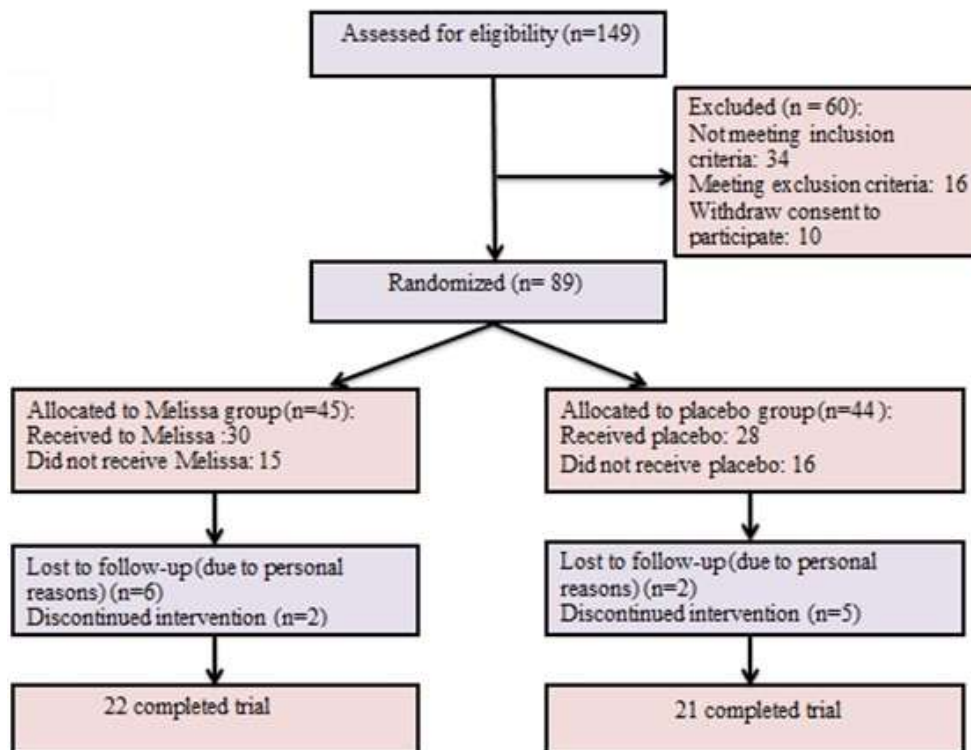 Assessed for eligibility (n=149)
Excluded (n = 60):
Not meeting inclusion
criteria: 34
Meeting exclusion criteria: 16
Withdraw consent to
participate: 10
Randomized (n= 89)
Allocated to Melissa group (n=45):
Received to Melissa :30
Did not receive Melissa: 15
Allocated to placebo group (n=44 ):
Received placebo: 28
Did not receive placebo: 16
Lost to follow-up (due to personal
reasons) (n=6)
Discontinued intervention (n=2)
Lost to follow-up (due to personal
reasons) (n=2)
Discontinued intervention (n=5)
22 completed trial
21 completed trial